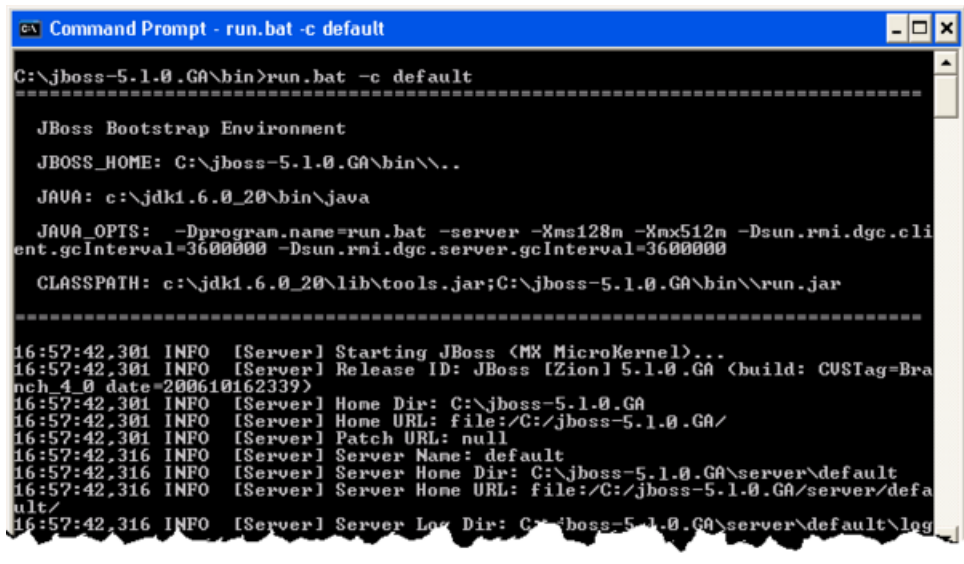 Command Prompt - run.bat -c default
C:\jboss-5.1.0.GA\bin>run.bat -c default
===============================================================================
JBoss Bootstrap Environment
JBOSS_HOME: C:\jboss-5.1.0.GA\bin\\..
JAVA: c:\jdk1.6.0_20\bin\java
JAVA_OPTS:  -Dprogram.name=run.bat -server -Xms128m -Xmx512m -Dsun.rmi.dgc.cli
ent.gcInterval=3600000 -Dsun.rmi.dgc.server.gcInterval=3600000
CLASSPATH: c:\jdk1.6.0_20\lib\tools.jar;C:\jboss-5.1.0.GA\bin\\run.jar
===============================================================================
16:57:42,301 INFO  [Server] Starting JBoss (MX MicroKernel)...
16:57:42,301 INFO  [Server] Release ID: JBoss [Zion] 5.1.0.GA (build: CVSTag=Bra
nch_4_0 date=200610162339)
16:57:42,301 INFO  [Server] Home Dir: C:\jboss-5.1.0.GA
16:57:42,301 INFO  [Server] Home URL: file:/C:/jboss-5.1.0.GA/
16:57:42,301 INFO  [Server] Patch URL: null
16:57:42,316 INFO  [Server] Server Name: default
16:57:42,316 INFO  [Server] Server Home Dir: C:\jboss-5.1.0.GA\server\default
16:57:42,316 INFO  [Server] Server Home URL: file:/C:/jboss-5.1.0.GA/server/defa
ult/
16:57:42,316 INFO  [Server] Server Log Dir: C:\jboss-5.1.0.GA\server\default\log